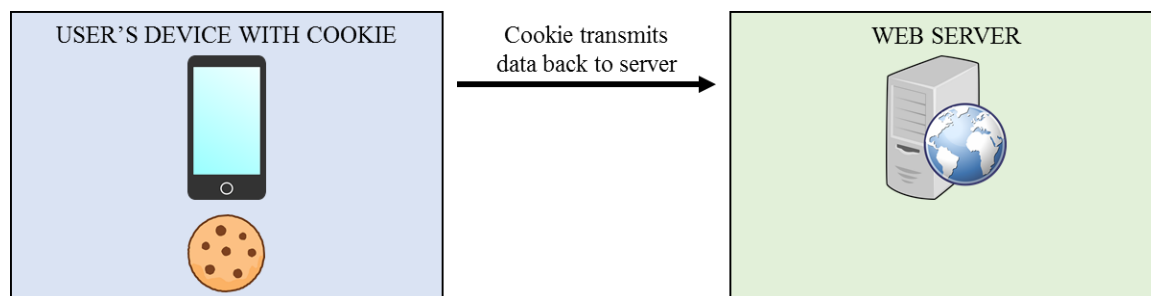 USER’S DEVICE WITH COOKIE
Cookie transmits
data back to server
WEB SERVER